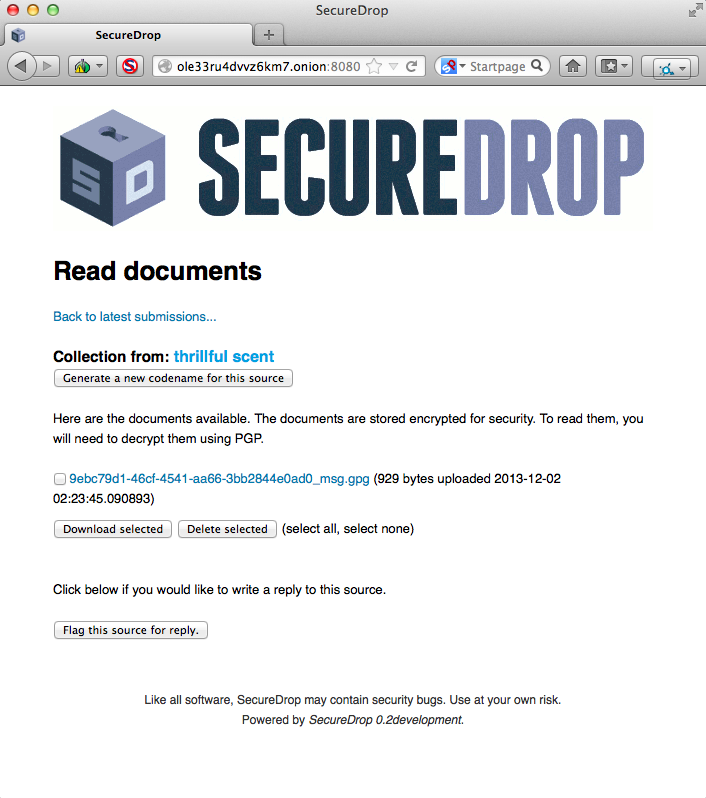 SecureDrop
SecureDrop
ole33ru4dvvz6km7.onion:8080
Startpage
SD
SECUREDROP
Read documents
Back to latest submissions...
Collection from: thrillful scent
Generate a new codename for this source
Here are the documents available. The documents are stored encrypted for security. To read them, you
will need to decrypt them using PGP.
9ebc79d1-46cf-4541-aa66-3bb2844e0ad0_msg.gpg (929 bytes uploaded 2013-12-02
02:23:45.090893)
Download selected Delete selected (select all, select none)
Click below if you would like to write a reply to this source.
Flag this source for reply.
Like all software, SecureDrop may contain security bugs. Use at your own risk.
Powered by SecureDrop 0.2development.